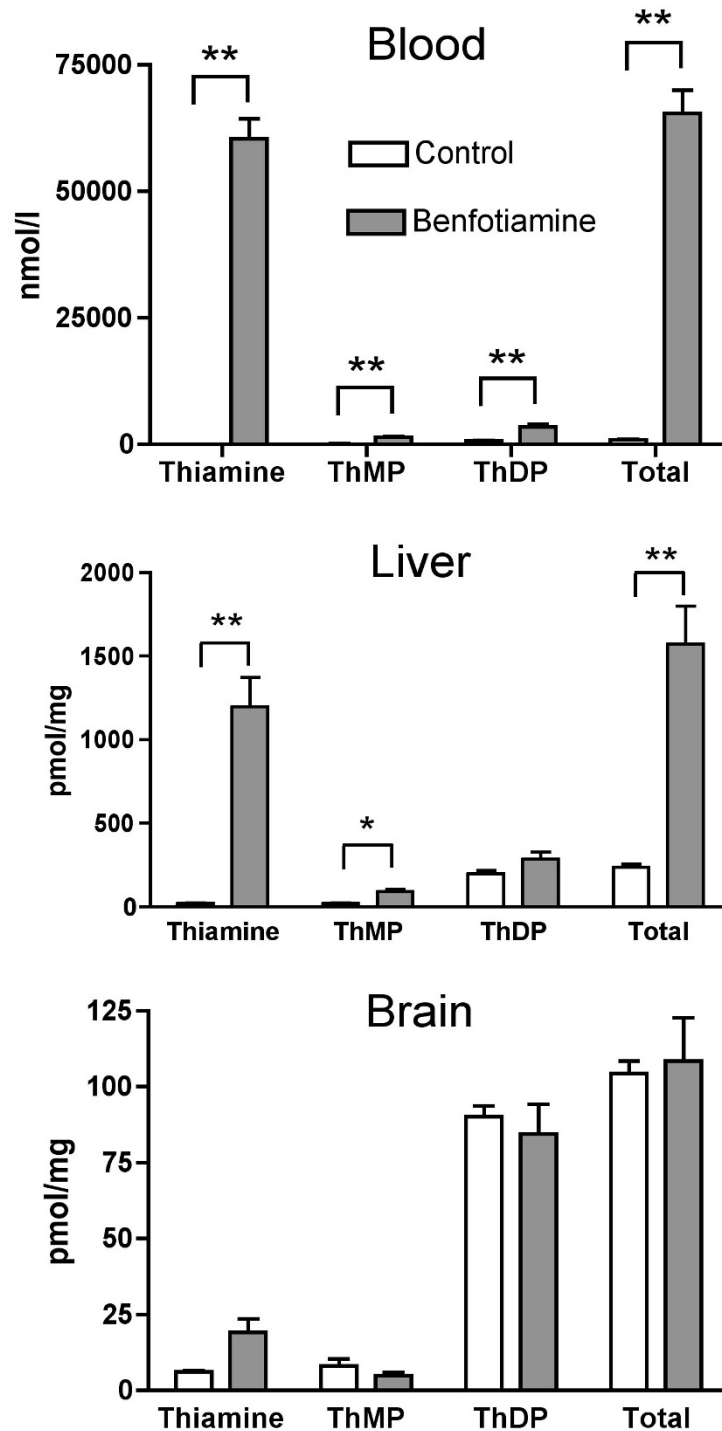 Blood
**
**
75000
50000
25000
0
nmol/l
Control
Benfotiamine
**
**
Thiamine ThMP ThDP Total
Liver
2000
1500
1000
500
0
pmol/mg
**
*
**
Thiamine ThMP ThDP Total
Brain
125
100
75
50
25
0
pmol/mg
Thiamine ThMP ThDP Total